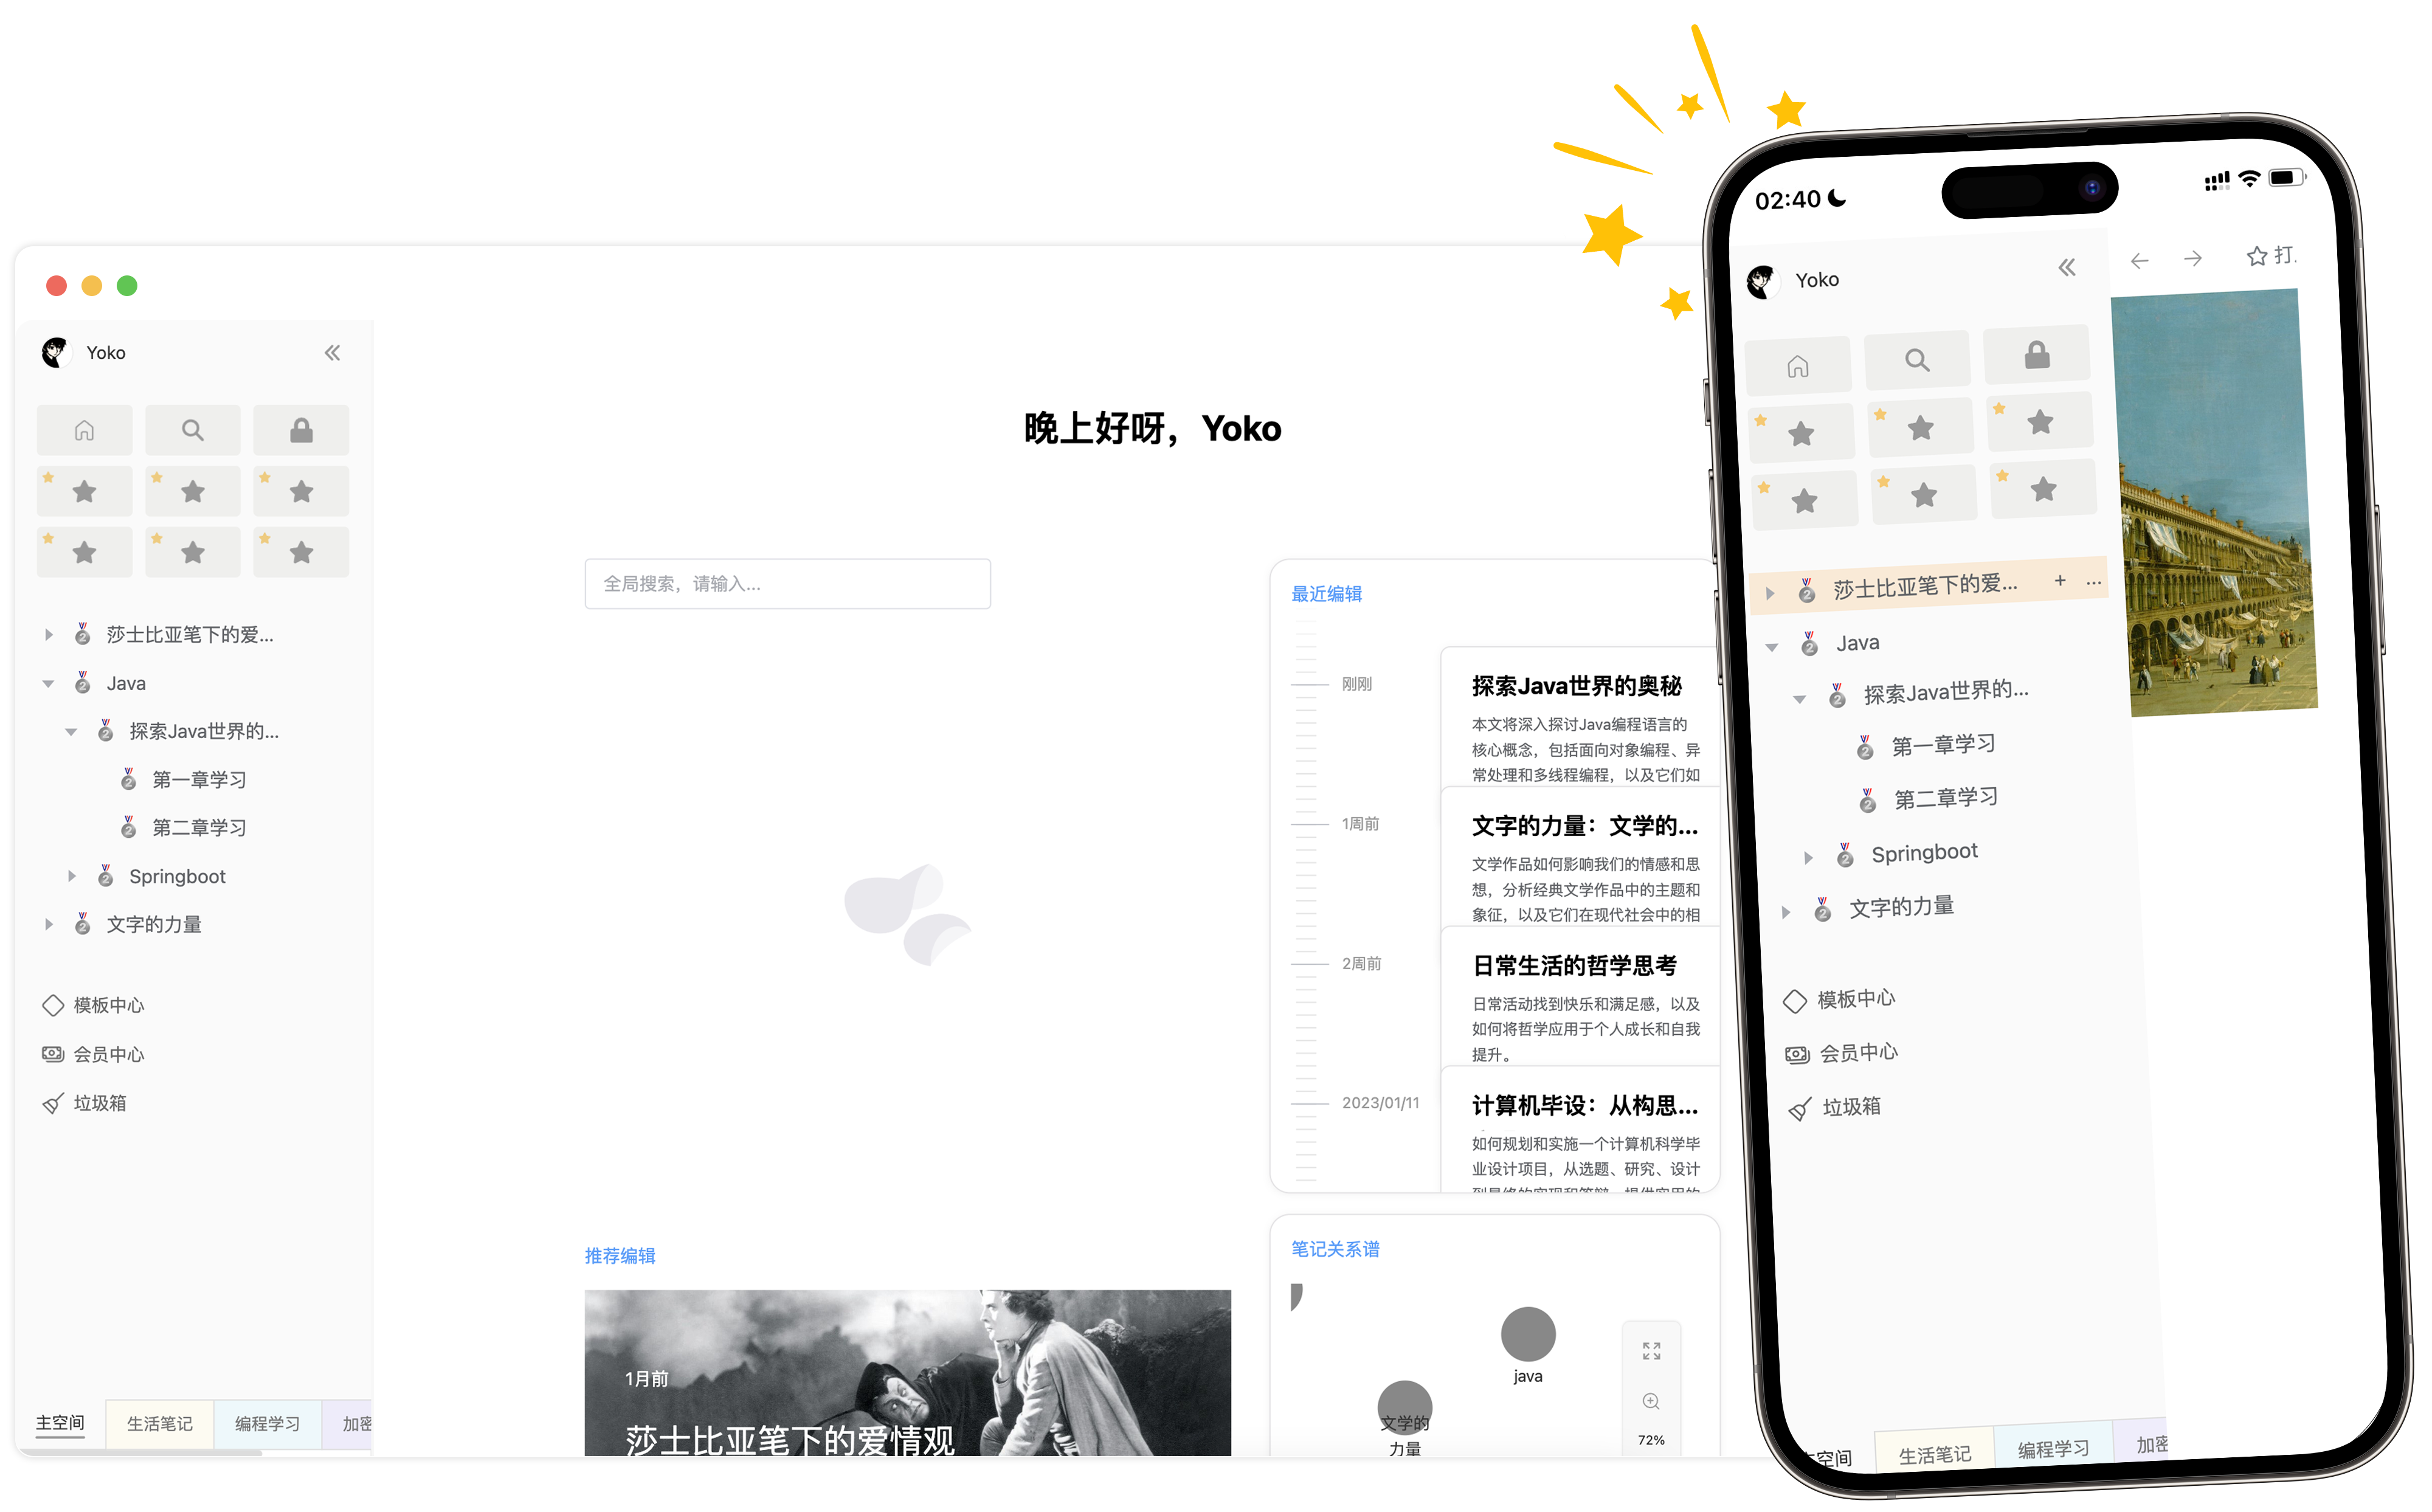 Yoko
莎士比亚笔下的爱...
Java
探索Java世界的...
第一章学习
第二章学习
Springboot
文字的力量
模板中心
会员中心
垃圾箱
主空间
生活笔记
编程学习
加密
晚上好呀，Yoko
全局搜索，请输入...
推荐编辑
1月前
莎士比亚笔下的爱情观
最近编辑
刚刚
探索Java世界的奥秘
本文将深入探讨Java编程语言的
核心概念，包括面向对象编程、异
常处理和多线程编程，以及它们如
1周前
文字的力量：文学的...
文学作品如何影响我们的情感和思
想，分析经典文学作品中的主题和
象征，以及它们在现代社会中的相
2周前
日常生活的哲学思考
日常活动找到快乐和满足感，以及
如何将哲学应用于个人成长和自我
提升。
2023/01/11
计算机毕设：从构思...
如何规划和实施一个计算机科学毕
业设计项目，从选题、研究、设计
笔记关系谱
java
文学的
力量
72%
02:40
Yoko
打.
莎士比亚笔下的爱...
+ ...
Java
探索Java世界的...
第一章学习
第二章学习
Springboot
文字的力量
模板中心
会员中心
垃圾箱
空间
生活笔记
编程学习
加密